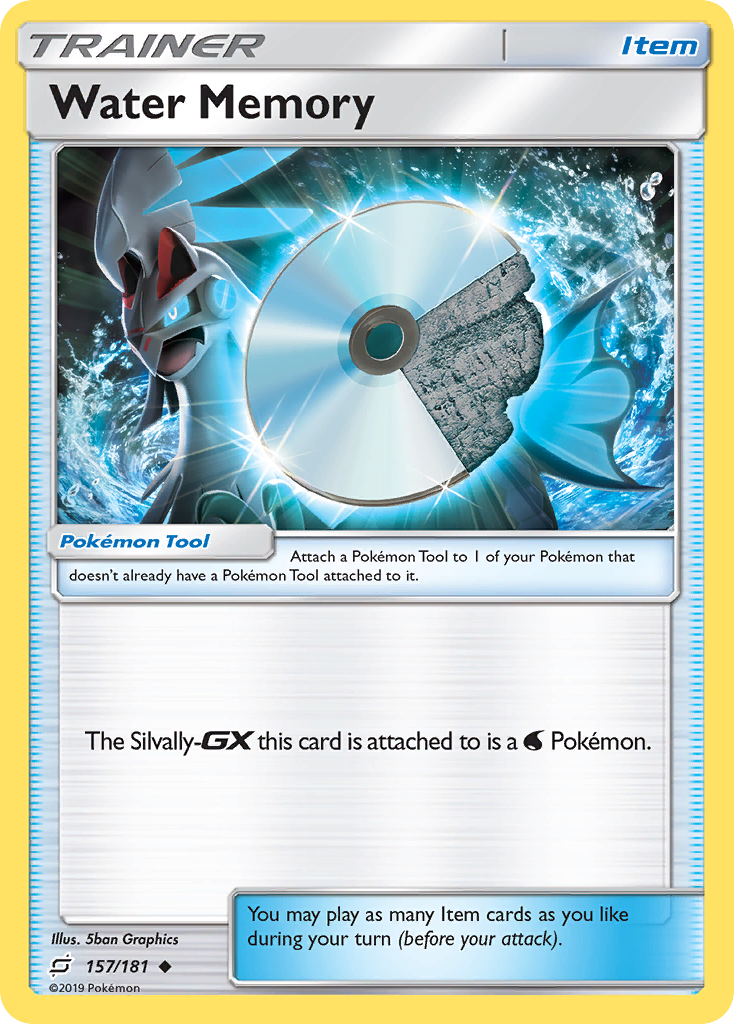 TRAINER
Item
Water Memory
Pokémon Tool
Attach a Pokémon Tool to 1 of your Pokémon that
doesn't already have a Pokémon Tool attached to it.
The Silvally-GX this card is attached to is a Pokémon.
You may play as many Item cards as you like
during your turn (before your attack).
Illus. 5ban Graphics
157/181
©2019 Pokémon